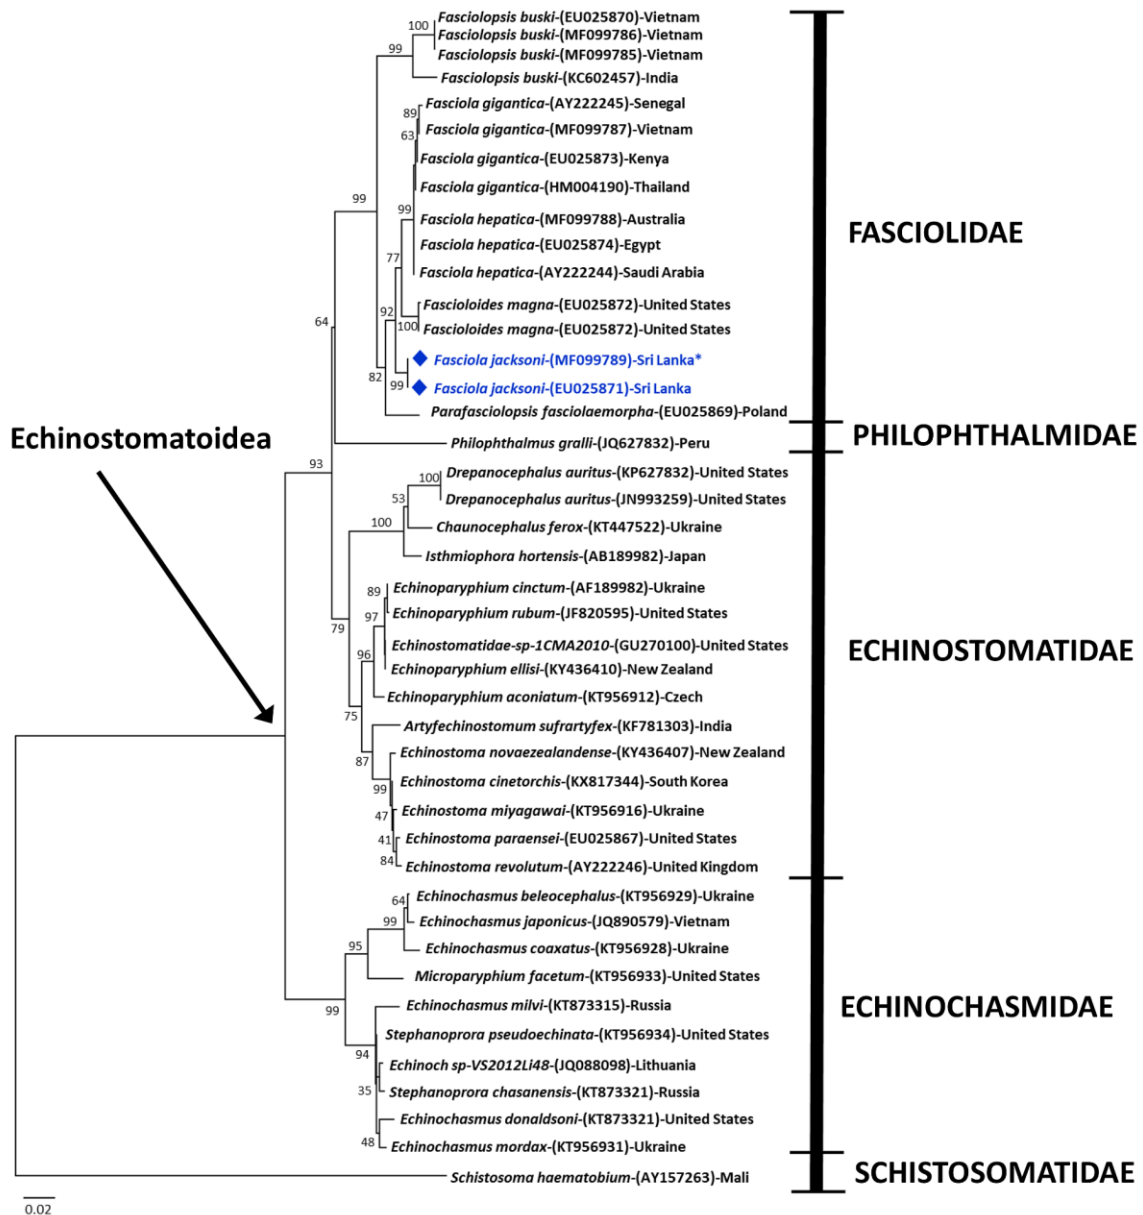 Fasciolopsis buski-(EU025870)-Vietnam
100
Fasciolopsis buski-(MF099786)-Vietnam
99
Fasciolopsis buski-(MF099785)-Vietnam
Fasciolopsis buski-(KC602457)-India
Fasciola gigantica-(AY222245)-Senegal
89
Fasciola gigantica-(MF099787)-Vietnam
63
Fasciola gigantica-(EU025873)-Kenya
Fasciola gigantica-(HM004190)-Thailand
99
99
Fasciola hepatica-(MF099788)-Australia
FASCIOLIDAE
Fasciola hepatica-(EU025874)-Egypt
77
Fasciola hepatica-(AY222244)-Saudi Arabia
Fascioloides magna-(EU025872)-United States
92
64
100
Fascioloides magna-(EU025872)-United States
Fasciola jacksoni-(MF099789)-Sri Lanka*
82
99
Fasciola jacksoni-(EU025871)-Sri Lanka
Parafasciolopsis fasciolaemorpha-(EU025869)-Poland
Echinostomatoidea
Philophthalmus gralli-(JQ627832)-Peru
PHILOPHTHALMIDAE
93
Drepanocephalus auritus-(KP627832)-United States
100
53
Drepanocephalus auritus-(JN993259)-United States
100
Chaunocephalus ferox-(KT447522)-Ukraine
Isthmiophora hortensis-(AB189982)-Japan
Echinoparyphium cinctum-(AF189982)-Ukraine
89
Echinoparyphium rubum-(JF820595)-United States
97
79
Echinostomatidae-sp-1CMA2010-(GU270100)-United States
ECHINOSTOMATIDAE
96
Echinoparyphium ellisi-(KY436410)-New Zealand
Echinoparyphium aconiatum-(KT956912)-Czech
75
Artyfechinostomum sufrartyfex-(KF781303)-India
Echinostoma novaezealandense-(KY436407)-New Zealand
87
Echinostoma cinetorchis-(KX817344)-South Korea
99
Echinostoma miyagawai-(KT956916)-Ukraine
47
Echinostoma paraensei-(EU025867)-United States
41
84
Echinostoma revolutum-(AY222246)-United Kingdom
Echinochasmus beleocephalus-(KT956929)-Ukraine
64
Echinochasmus japonicus-(JQ890579)-Vietnam
99
95
Echinochasmus coaxatus-(KT956928)-Ukraine
Microparyphium facetum-(KT956933)-United States
99
Echinochasmus milvi-(KT873315)-Russia
ECHINOCHASMIDAE
Stephanoprora pseudoechinata-(KT956934)-United States
94
Echinoch sp-VS2012Li48-(JQ088098)-Lithuania
35
Stephanoprora chasanensis-(KT873321)-Russia
Echinochasmus donaldsoni-(KT873321)-United States
48
Echinochasmus mordax-(KT956931)-Ukraine
Schistosoma haematobium-(AY157263)-Mali
SCHISTOSOMATIDAE
0.02